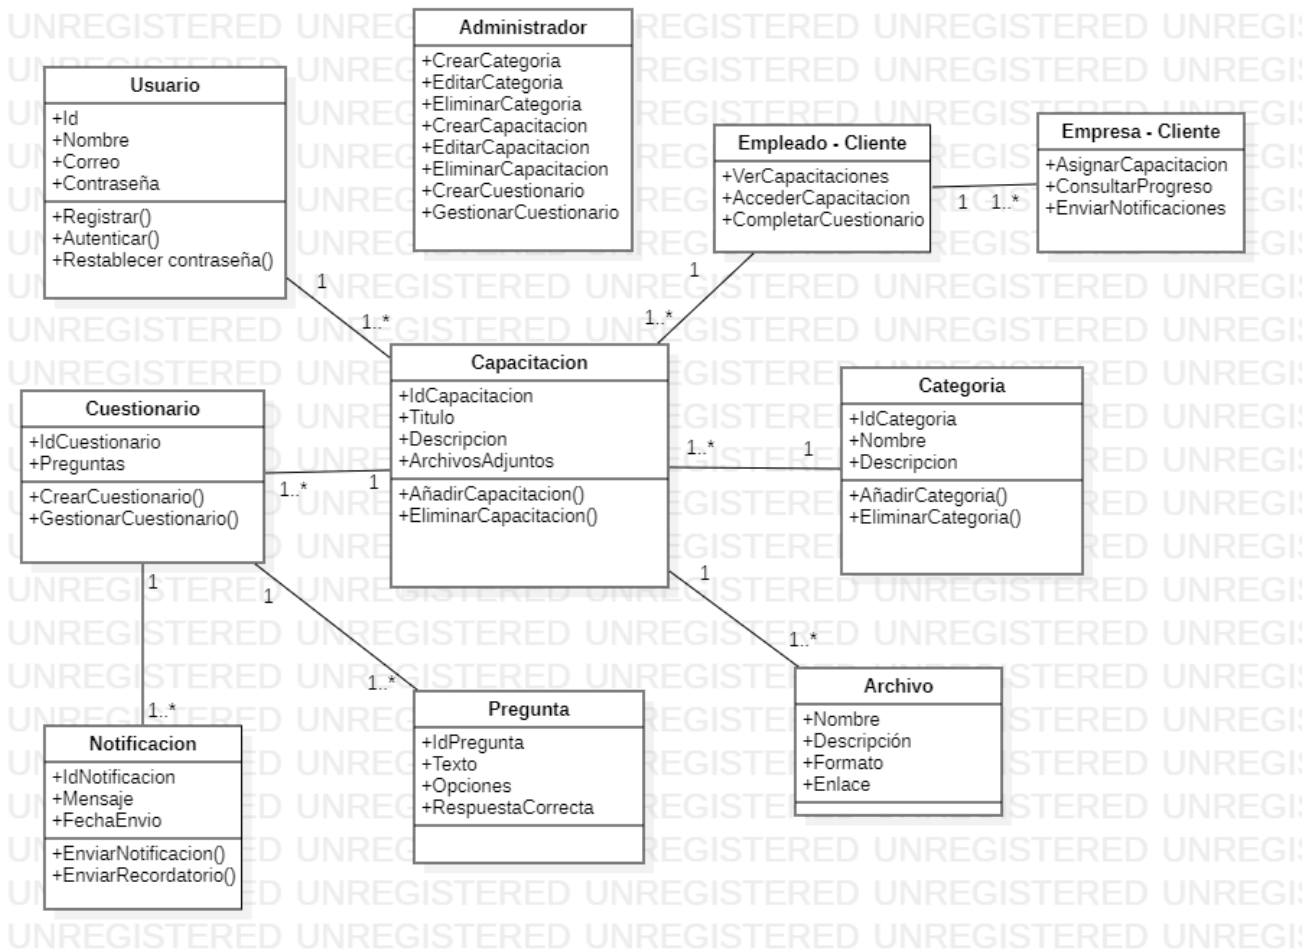 Administrador
+CrearCategoria
+EditarCategoria
+EliminarCategoria
+CrearCapacitacion
+EditarCapacitacion
+EliminarCapacitacion
+CrearCuestionario
+GestionarCuestionario
Usuario
+Id
+Nombre
+Correo
+Contraseña
+Registrar()
+Autenticar()
+Restablecer contraseña()
Empleado - Cliente
+VerCapacitaciones
+AccederCapacitacion
+CompletarCuestionario
1 1..*
Empresa - Cliente
+AsignarCapacitacion
+ConsultarProgreso
+EnviarNotificaciones
1
1..*
1
1..*
Capacitacion
+IdCapacitacion
+Titulo
+Descripcion
+ArchivosAdjuntos
+AñadirCapacitacion()
+EliminarCapacitacion()
Cuestionario
+IdCuestionario
+Preguntas
+CrearCuestionario()
+GestionarCuestionario()
1..* 1
1..* 1
Categoria
+IdCategoria
+Nombre
+Descripcion
+AñadirCategoria()
+EliminarCategoria()
1
1..*
1
1..*
1
1..*
Notificacion
+IdNotificacion
+Mensaje
+FechaEnvio
+EnviarNotificacion()
+EnviarRecordatorio()
Pregunta
+IdPregunta
+Texto
+Opciones
+RespuestaCorrecta
Archivo
+Nombre
+Descripción
+Formato
+Enlace
UNREGISTERED